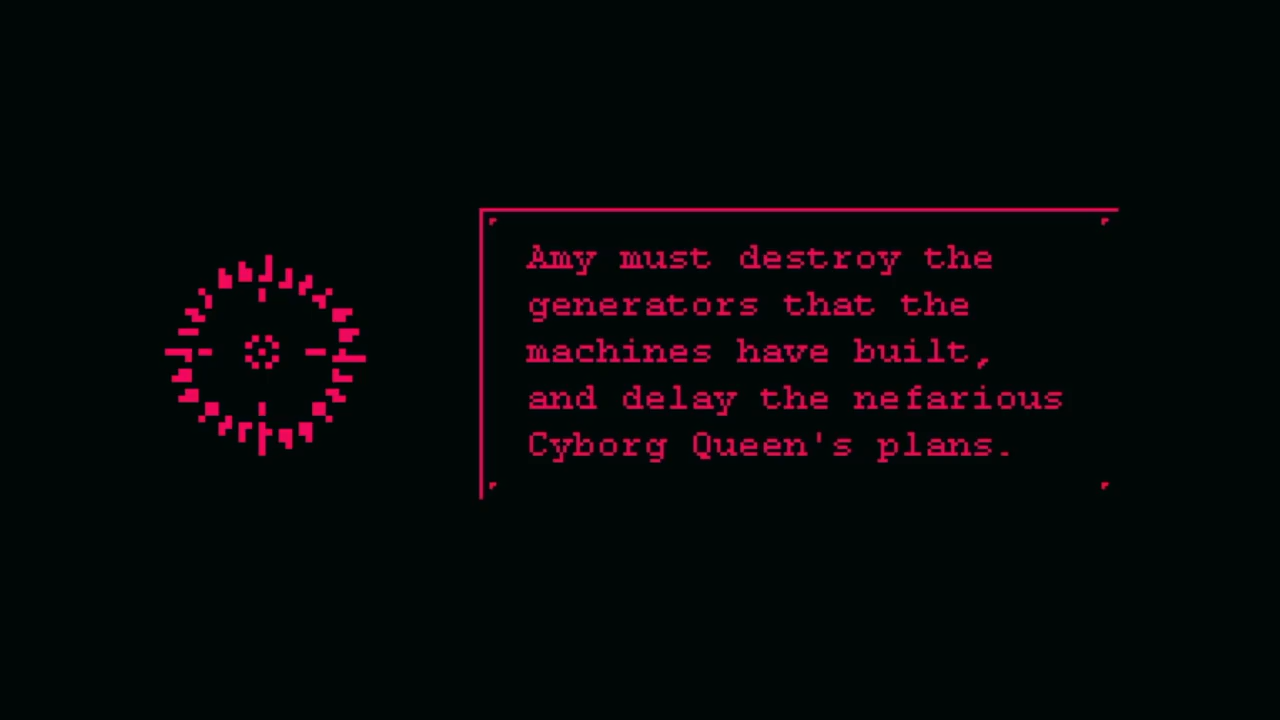 Amy must destroy the
generators that the
machines have built,
and delay the nefarious
Cyborg Queen's plans.